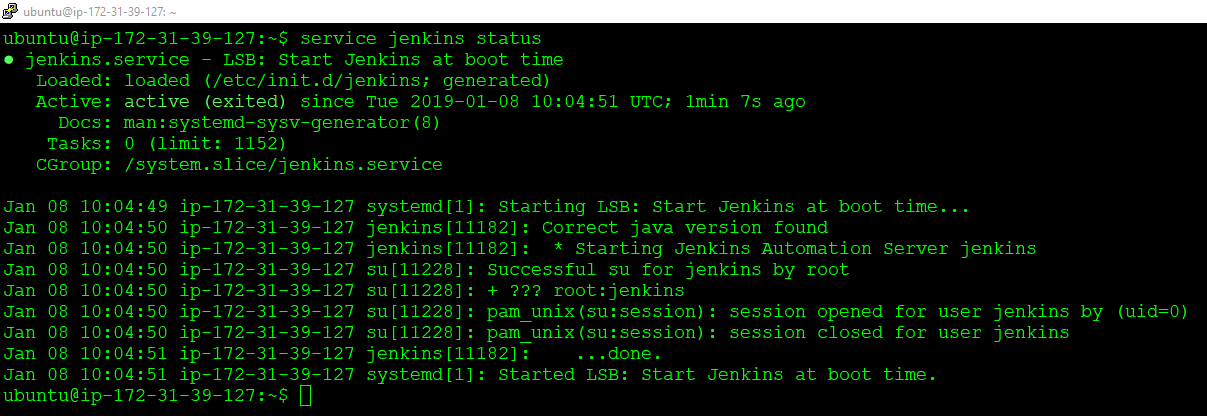 ubuntu@ip-172-31-39-127: ~
ubuntu@ip-172-31-39-127:~$ service jenkins status
● jenkins.service - LSB: Start Jenkins at boot time
   Loaded: loaded (/etc/init.d/jenkins; generated)
   Active: active (exited) since Tue 2019-01-08 10:04:51 UTC; 1min 7s ago
     Docs: man:systemd-sysv-generator(8)
    Tasks: 0 (limit: 1152)
   CGroup: /system.slice/jenkins.service

Jan 08 10:04:49 ip-172-31-39-127 systemd[1]: Starting LSB: Start Jenkins at boot time...
Jan 08 10:04:50 ip-172-31-39-127 jenkins[11182]: Correct java version found
Jan 08 10:04:50 ip-172-31-39-127 jenkins[11182]:  * Starting Jenkins Automation Server jenkins
Jan 08 10:04:50 ip-172-31-39-127 su[11228]: Successful su for jenkins by root
Jan 08 10:04:50 ip-172-31-39-127 su[11228]: + ??? root:jenkins
Jan 08 10:04:50 ip-172-31-39-127 su[11228]: pam_unix(su:session): session opened for user jenkins by (uid=0)
Jan 08 10:04:50 ip-172-31-39-127 su[11228]: pam_unix(su:session): session closed for user jenkins
Jan 08 10:04:51 ip-172-31-39-127 jenkins[11182]:    ...done.
Jan 08 10:04:51 ip-172-31-39-127 systemd[1]: Started LSB: Start Jenkins at boot time.
ubuntu@ip-172-31-39-127:~$